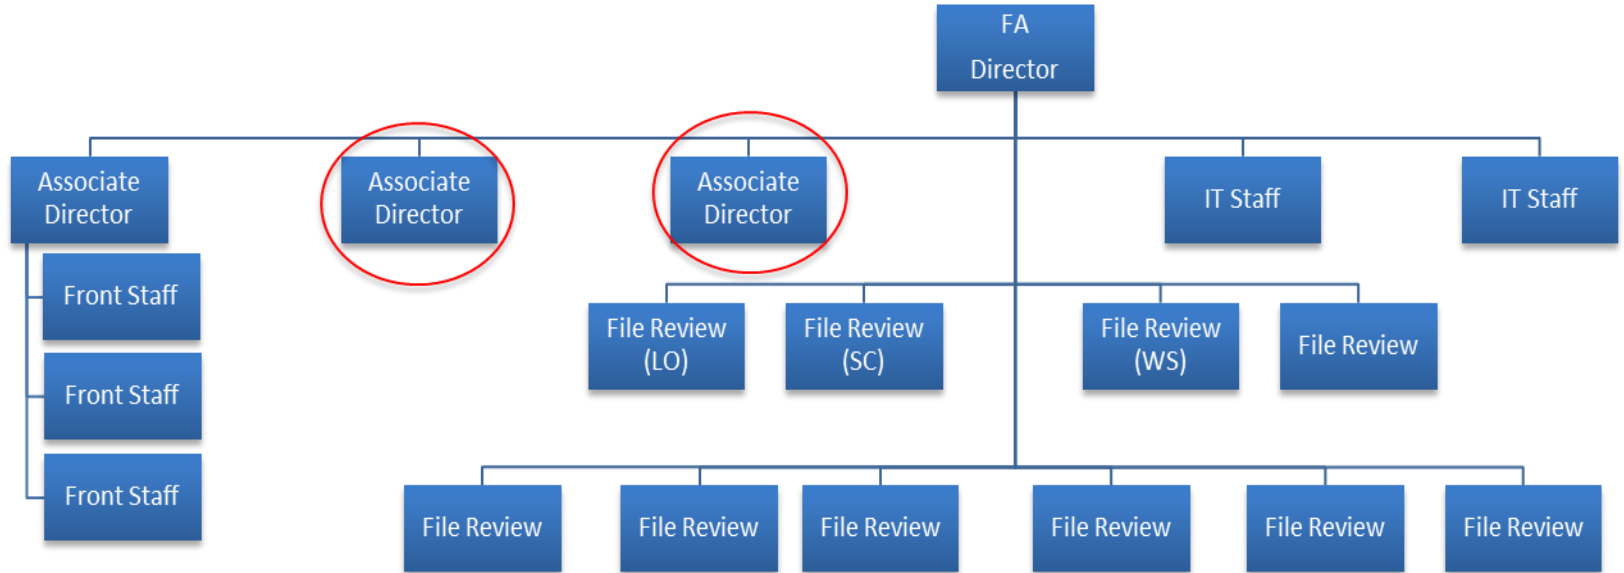 FA
Director
Associate
Director
Associate
Director
Associate
Director
IT Staff
IT Staff
Front Staff
Front Staff
Front Staff
File Review
(LO)
File Review
(SC)
File Review
(WS)
File Review
File Review
File Review
File Review
File Review
File Review
File Review